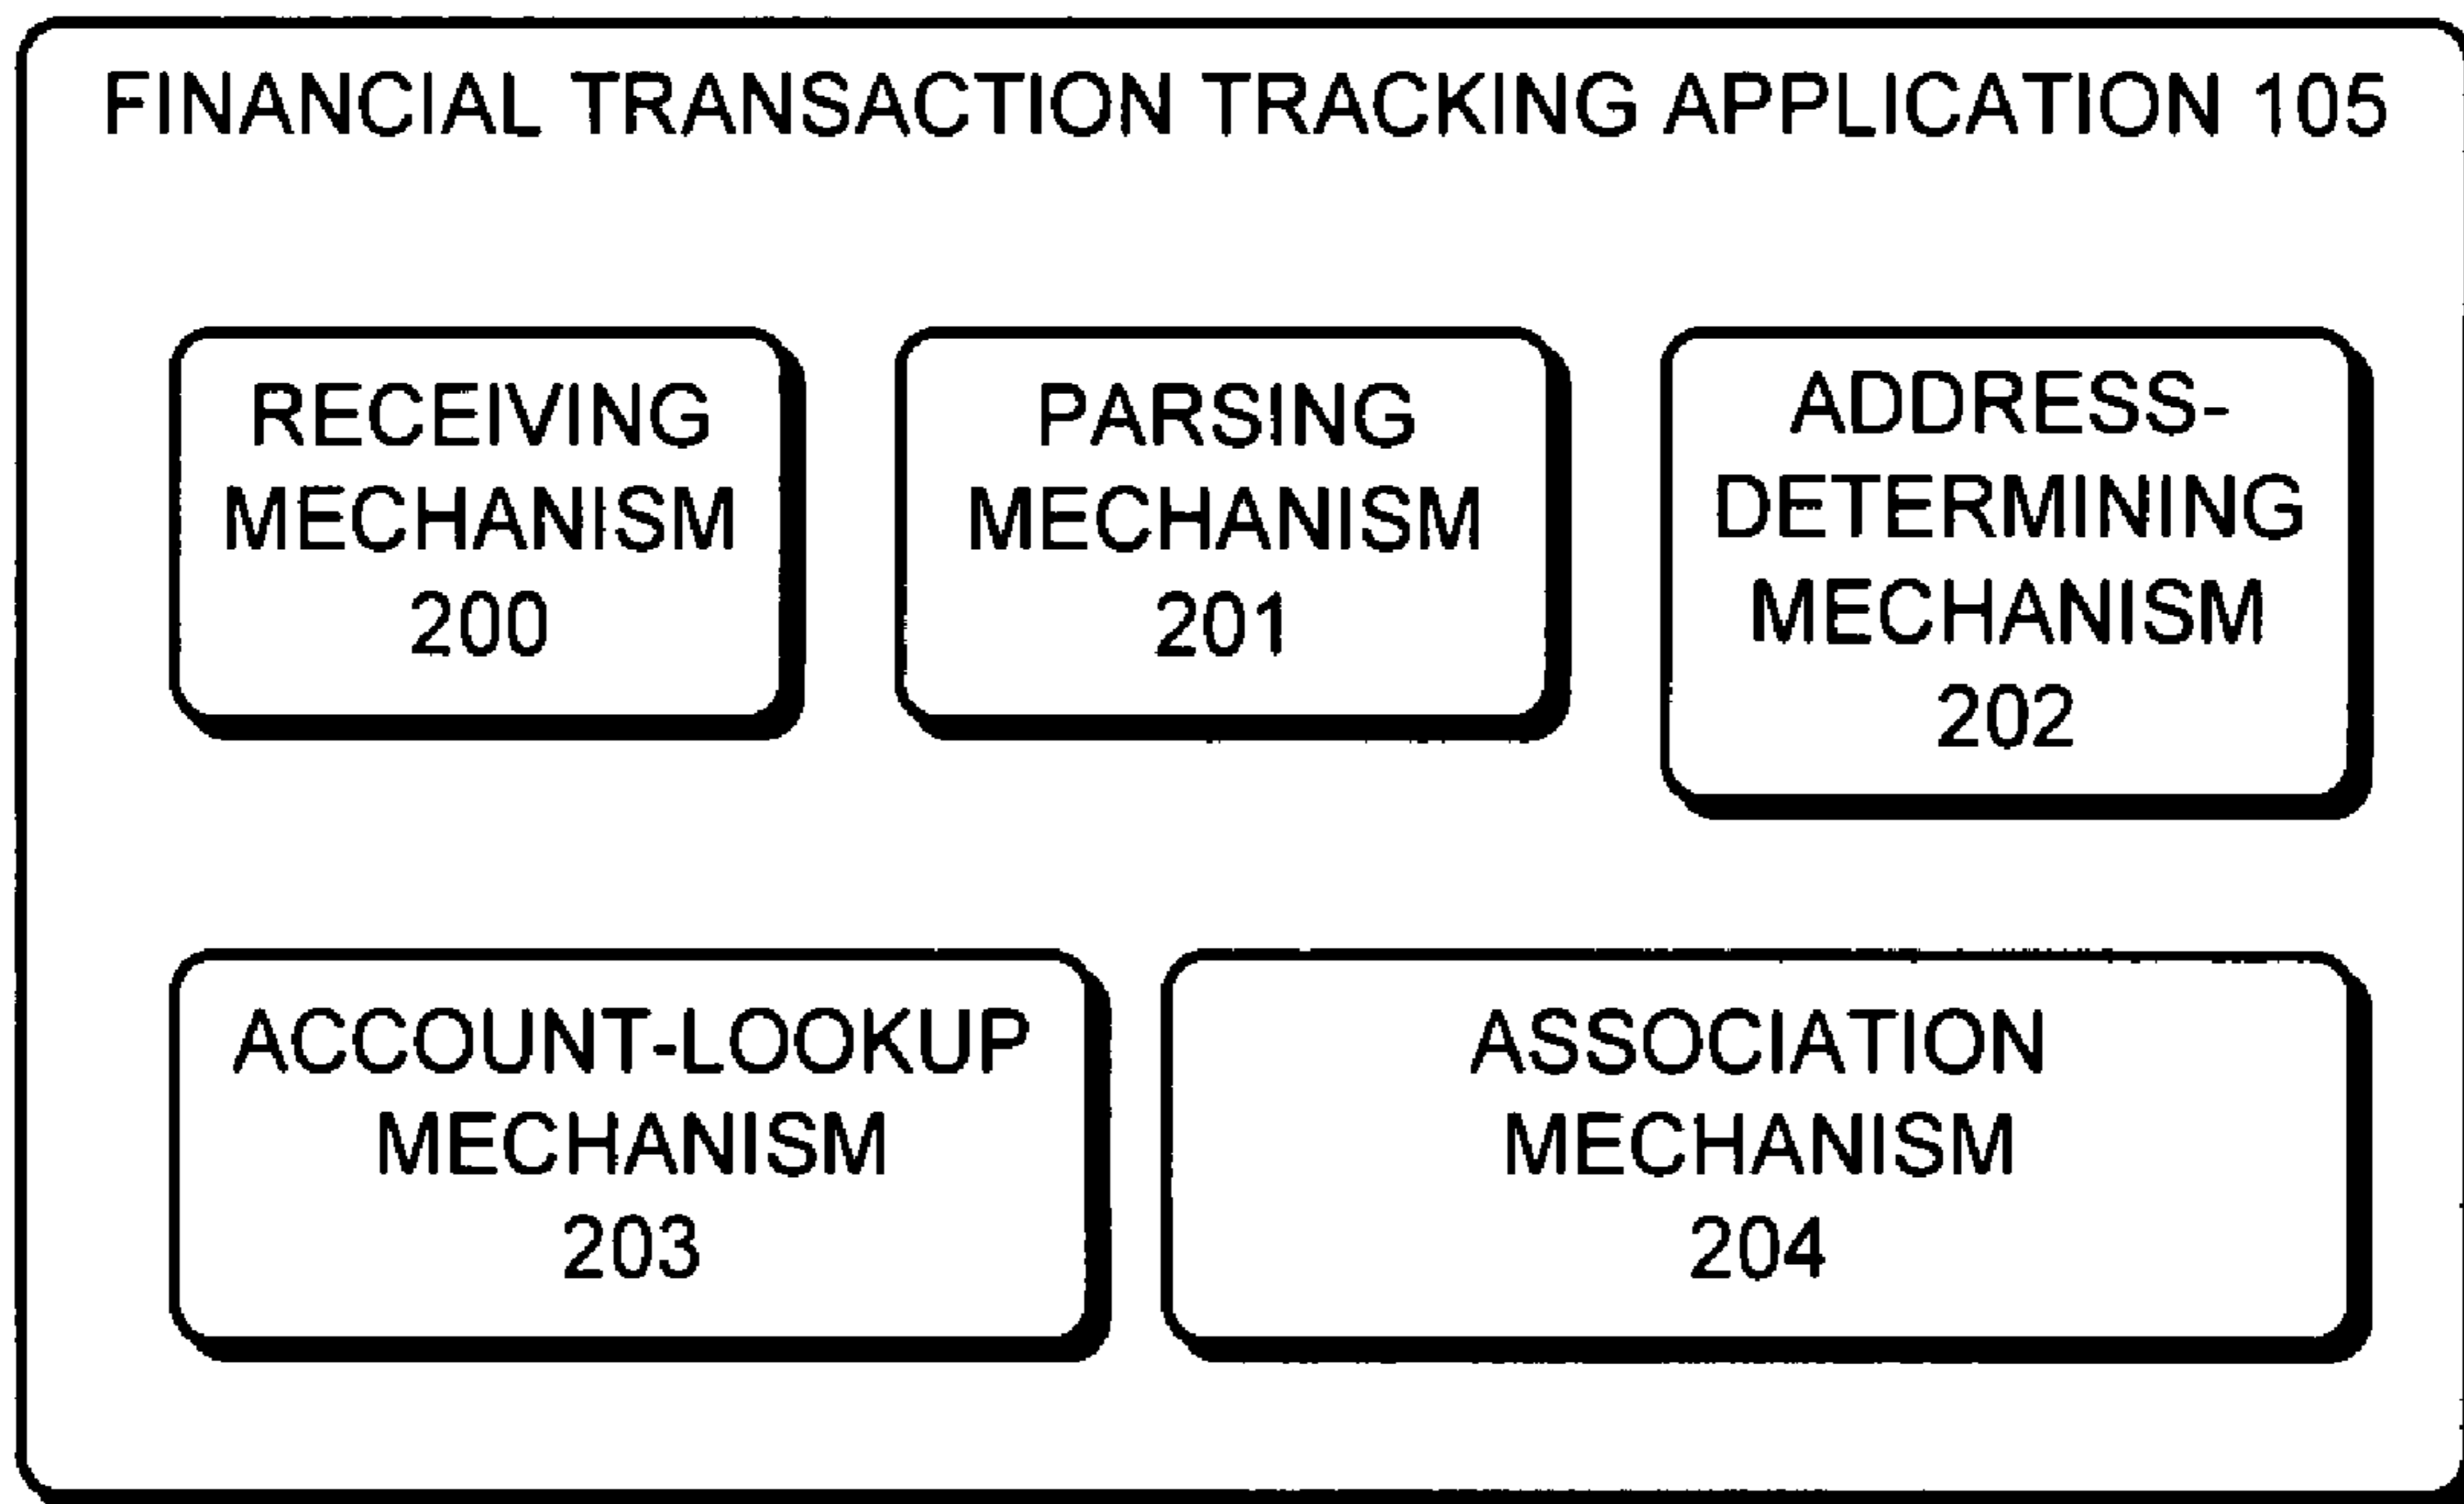 FINANCIAL TRANSACTION TRACKING APPLICATION 105
RECEIVING
MECHANISM
200
PARSING
MECHANISM
201
ADDRESS-
DETERMINING
MECHANISM
202
ACCOUNT-LOOKUP
MECHANISM
203
ASSOCIATION
MECHANISM
204